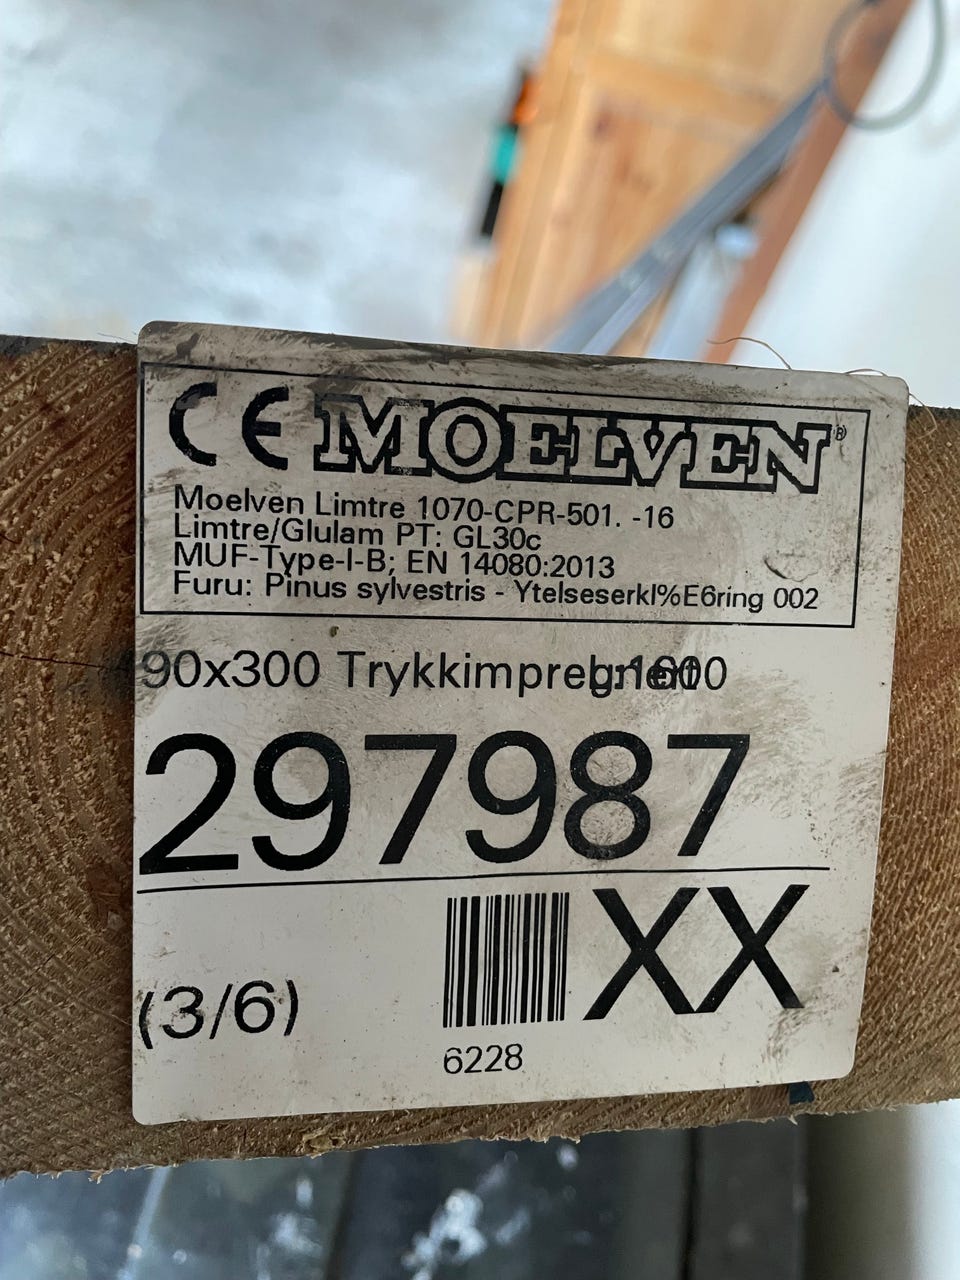 CE MOELVEN®
Moelven Limtre 1070-CPR-501. -16
Limtre/Glulam PT: GL30c
MUF-Type-I-B; EN 14080:2013
Furu: Pinus sylvestris - Ytelseserkl%E6ring 002
90x300 Trykkimpregnert
297987
(3/6) XX
6228